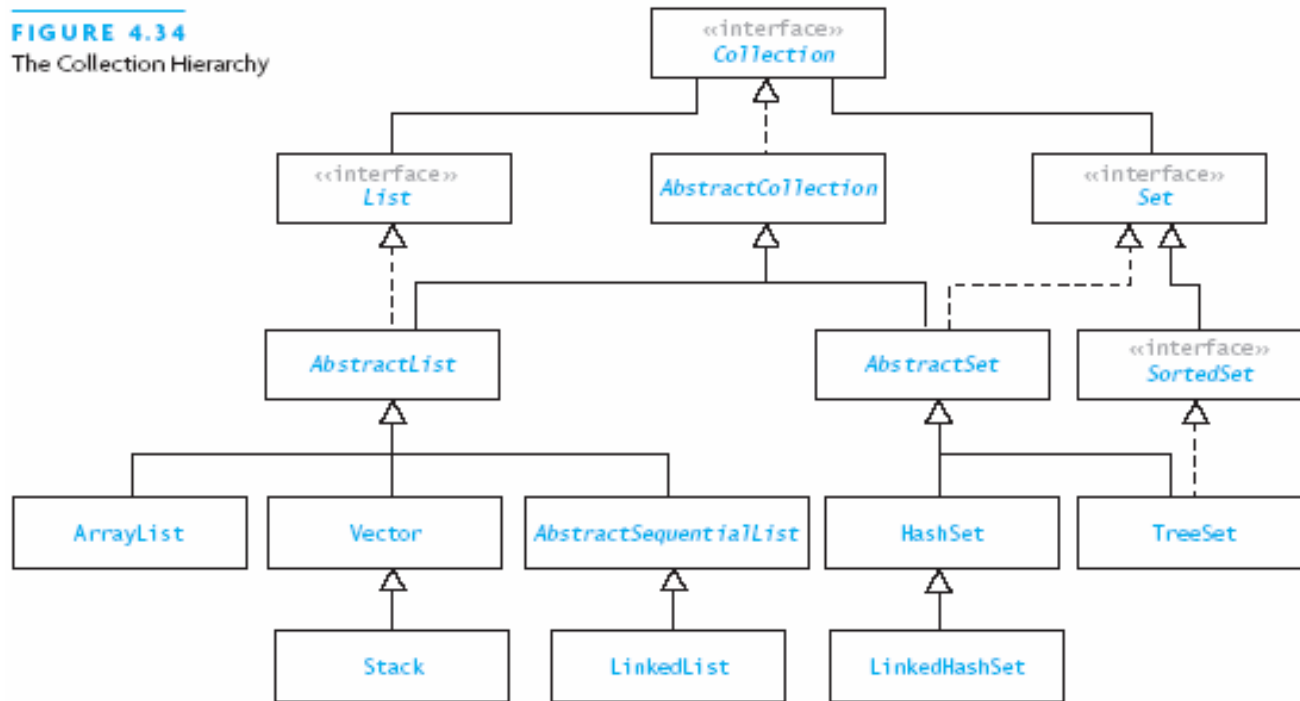 FIGURE 4.34
The Collection Hierarchy
«interface»
Collection
«interface»
List
AbstractCollection
«interface»
Set
AbstractList
AbstractSet
«interface»
SortedSet
ArrayList
Vector
AbstractSequentialList
HashSet
TreeSet
Stack
LinkedList
LinkedHashSet